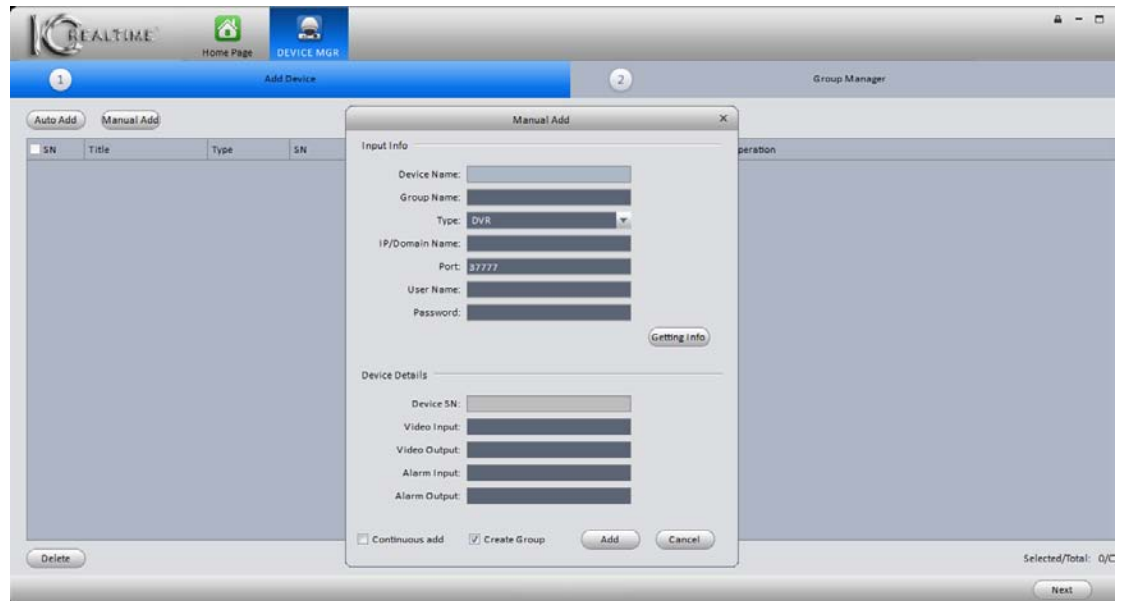 IC REALTIME
Home Page
DEVICE MGR
1
Add Device
2
Group Manager
Auto Add
Manual Add
SN
Title
Type
SN
peration
Manual Add
Input Info
Device Name:
Group Name:
Type: DVR
IP/Domain Name:
Port: 37777
User Name:
Password:
Getting Info
Device Details
Device SN:
Video Input:
Video Output:
Alarm Input:
Alarm Output:
Continuous add
Create Group
Add
Cancel
Delete
Selected/Total: 0/0
Next